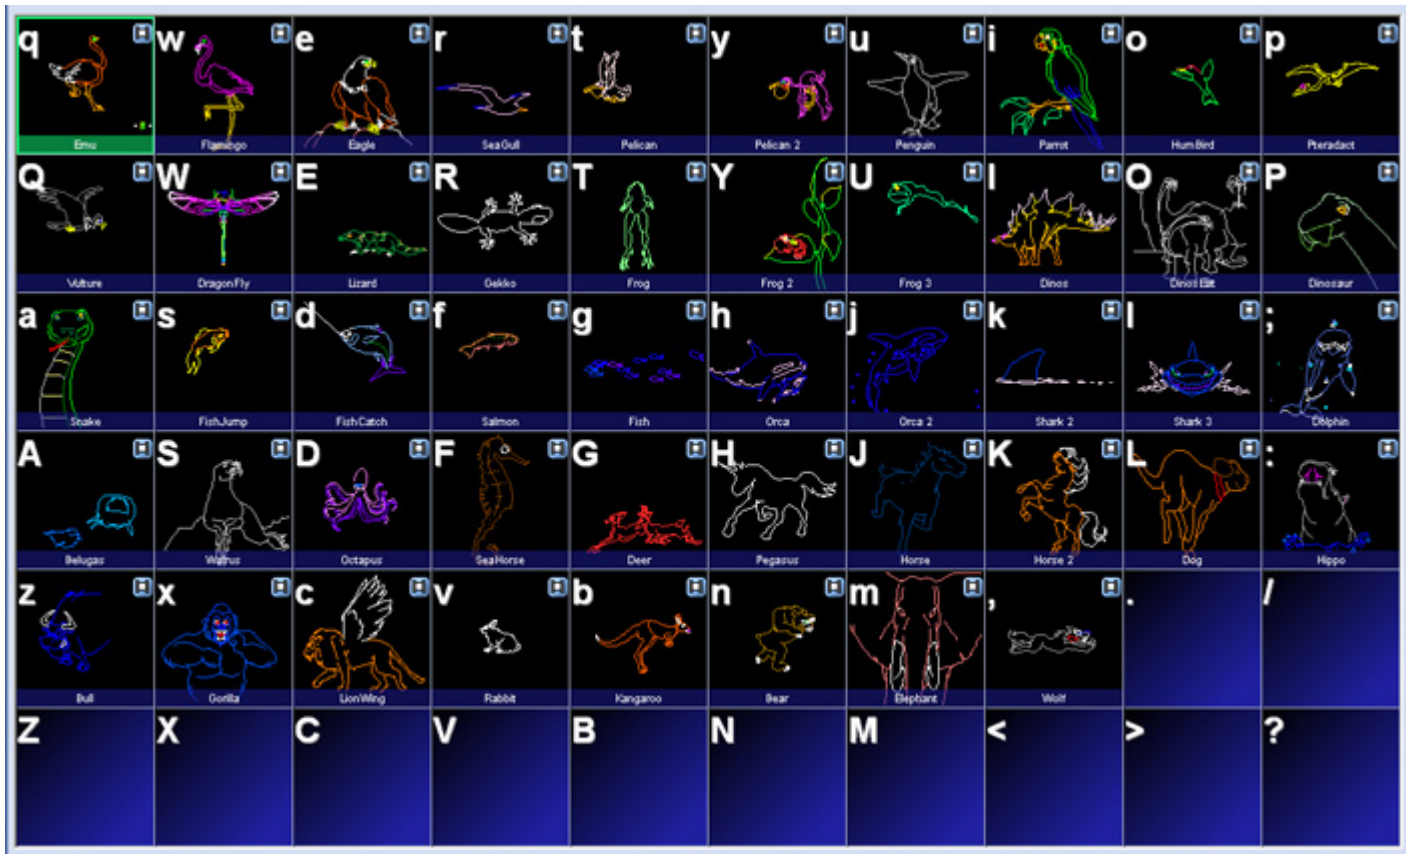 q w e r t y u i o p
Emu Flamingo Eagle SeaGull Pelican Pelican 2 Penguin Parrot HumBird Pteradact
Q W E R T Y U I O P
Vulture DragonFly Lizard Gekko Frog Frog 2 Frog 3 Dinos Dinos Eat Dinosaur
a s d f g h j k l ;
Snake FishJump FishCatch Salmon Fish Orca Orca 2 Shark 2 Shark 3 Dolphin
A S D F G H J K L :
Belugas Walrus Octapus SeaHorse Deer Pegasus Horse Horse 2 Dog Hippo
z x c v b n m , . /
Bull Gorilla LionWing Rabbit Kangaroo Bear Elephant Wolf
Z X C V B N M < > ?